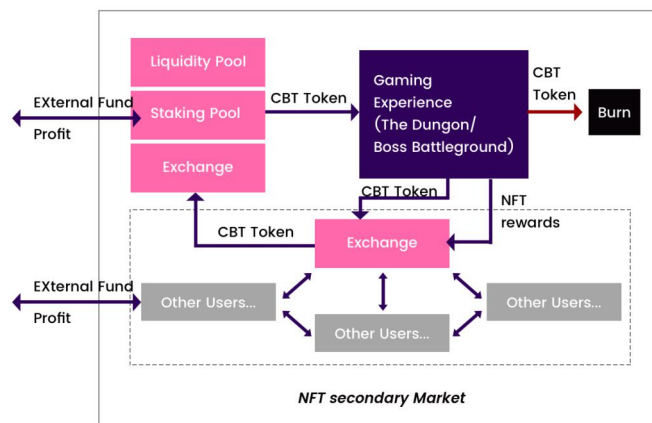 Liquidity Pool
EXternal Fund
Profit
Staking Pool
Exchange
CBT Token
Gaming
Experience
(The Dungon/
Boss Battleground)
CBT
Token
Burn
CBT Token
NFT
rewards
CBT Token
Exchange
EXternal Fund
Profit
Other Users...
Other Users...
Other Users...
NFT secondary Market